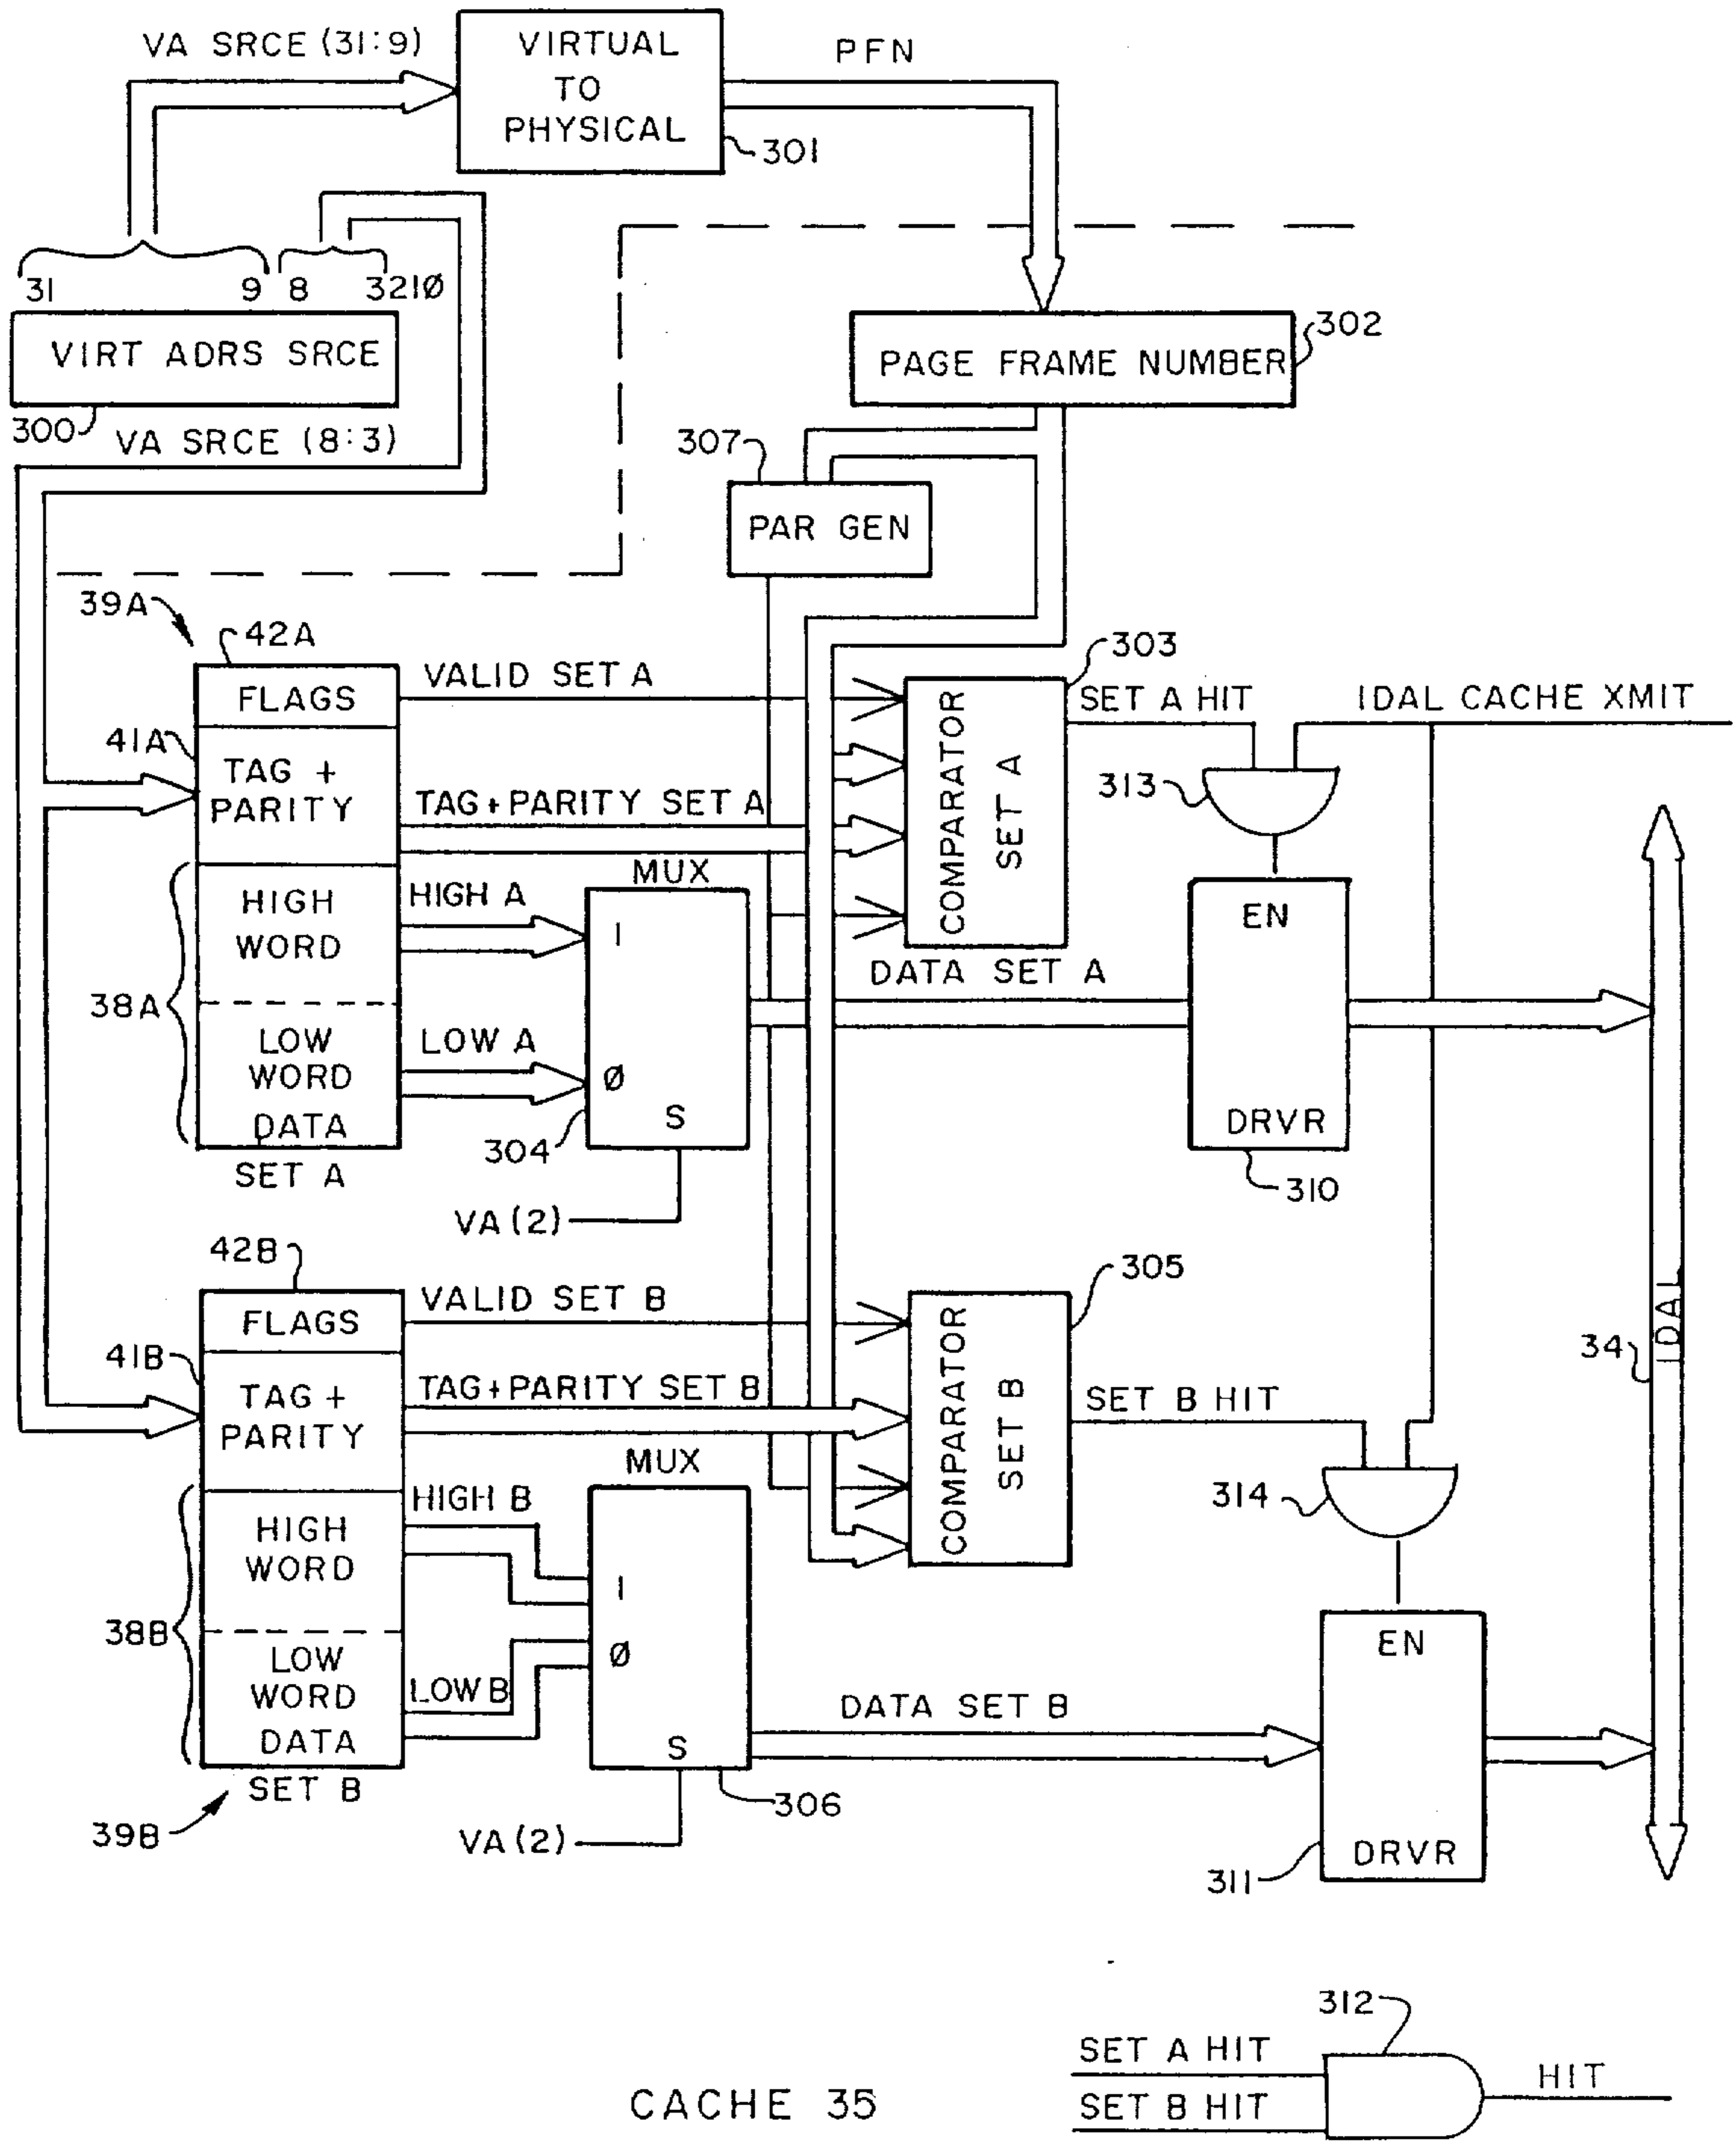 VA SRCE (31:9)
VIRTUAL
TO
PHYSICAL
301
PFN
31
9
8
3210
VIRT ADRS SRCE
300
VA SRCE (8:3)
PAGE FRAME NUMBER
302
307
PAR GEN
39A
42A
FLAGS
VALID SET A
41A
TAG +
PARITY
TAG+PARITY SET A
303
COMPARATOR
SET A
SET A HIT
IDAL CACHE XMIT
313
MUX
HIGH
WORD
HIGH A
1
38A
LOW
WORD
DATA
LOW A
Ø
S
304
SET A
VA(2)
DATA SET A
EN
DRVR
310
42B
FLAGS
VALID SET B
41B
TAG +
PARITY
TAG+PARITY SET B
305
COMPARATOR
SET B
SET B HIT
314
34
IDAL
MUX
HIGH
WORD
HIGH B
1
38B
LOW
WORD
DATA
LOW B
Ø
S
306
SET B
39B
VA(2)
DATA SET B
EN
DRVR
311
312
SET A HIT
SET B HIT
HIT
CACHE 35